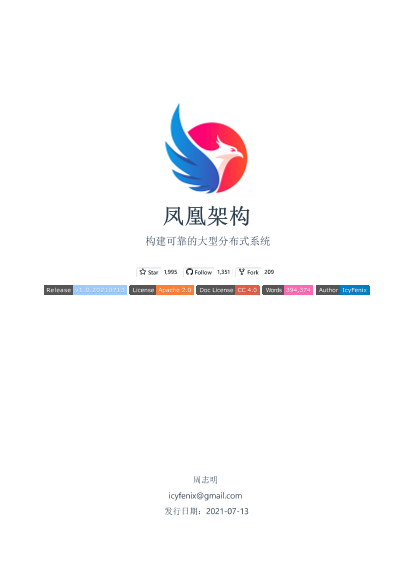 凤凰架构
构建可靠的大型分布式系统
Star 1,995 Follow 1,351 Fork 209
Release v1.0.20210713 License Apache 2.0 Doc License CC 4.0 Words 394,374 Author IcyFenix
周志明
icyfenix@gmail.com
发行日期：2021-07-13